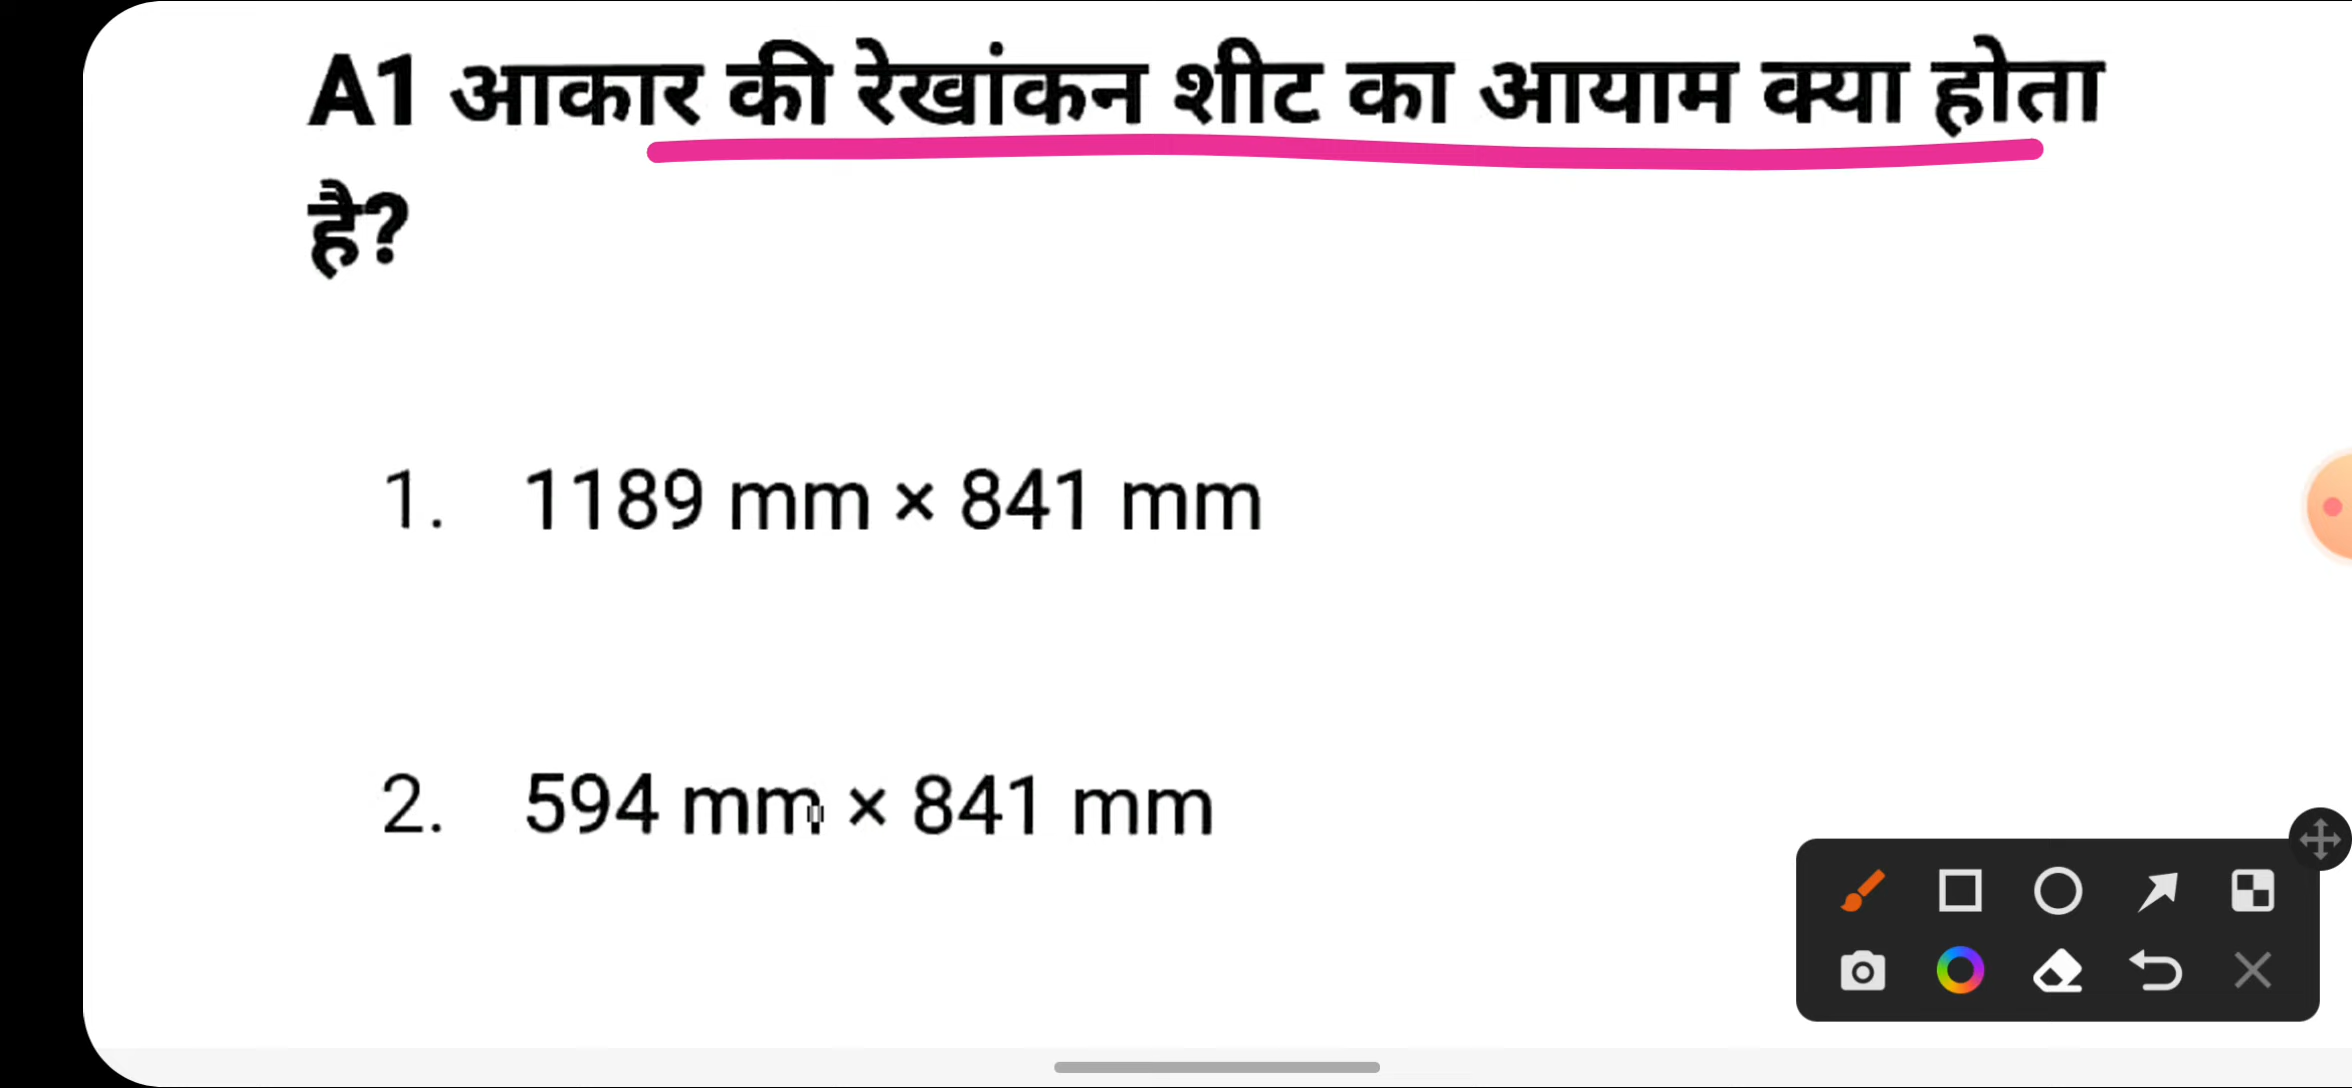 A1 आकार की रेखांकन शीट का आयाम क्या होता
है?
1. 1189 mm × 841 mm
2. 594 mm × 841 mm